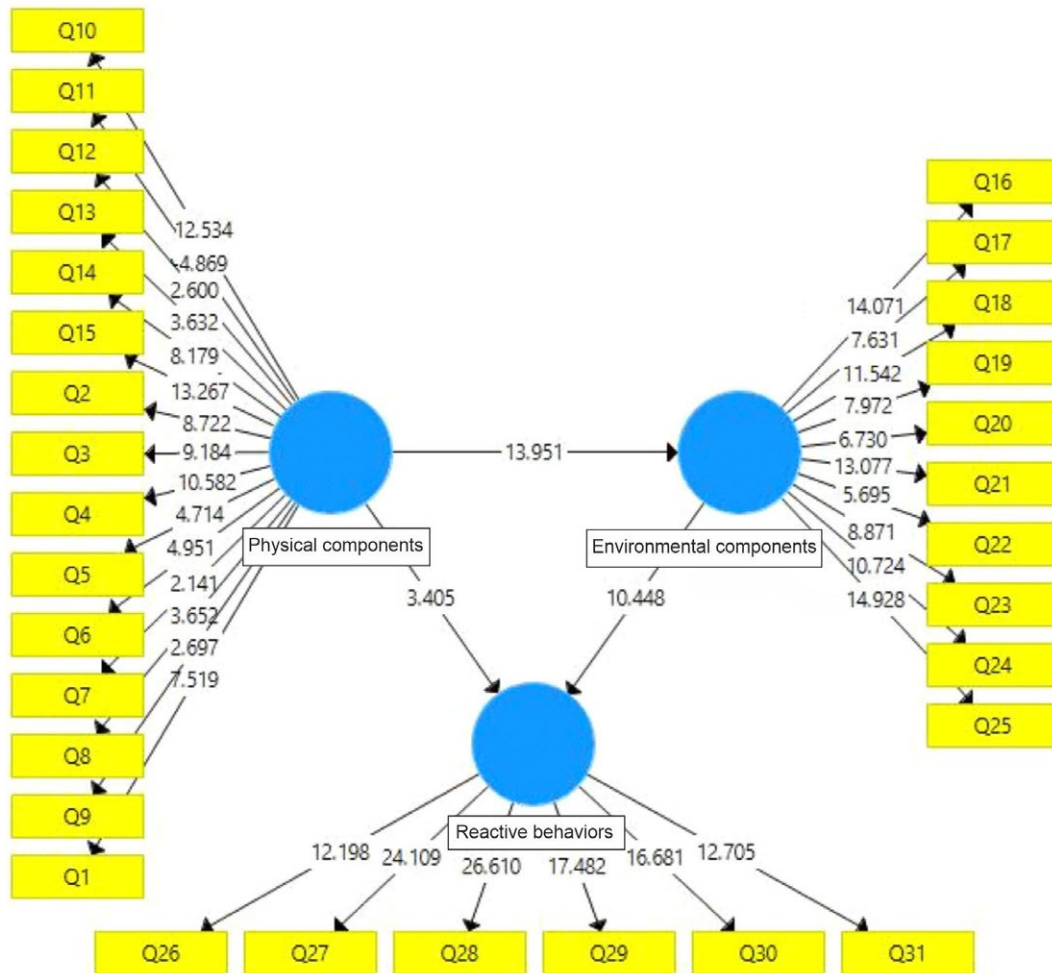 Q10
Q11
Q12
Q13
Q14
Q15
Q2
Q3
Q4
Q5
Q6
Q7
Q8
Q9
Q1
12.534
4.869
2.600
3.632
8.179
13.267
8.722
9.184
10.582
4.714
4.951
2.141
3.652
2.697
7.519
Physical components
13.951
Environmental components
14.071
7.631
11.542
7.972
6.730
13.077
5.695
8.871
10.724
14.928
Q16
Q17
Q18
Q19
Q20
Q21
Q22
Q23
Q24
Q25
3.405
10.448
Reactive behaviors
12.198
24.109
26.610
17.482
16.681
12.705
Q26
Q27
Q28
Q29
Q30
Q31